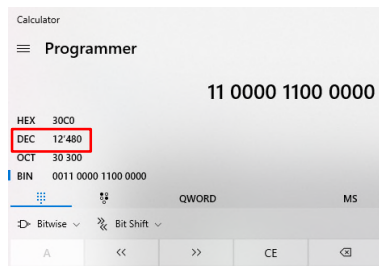 Calculator
Programmer
11 0000 1100 0000
HEX 30C0
DEC 12'480
OCT 30 300
BIN 0011 0000 1100 0000
QWORD MS
Bitwise Bit Shift
A << >> CE